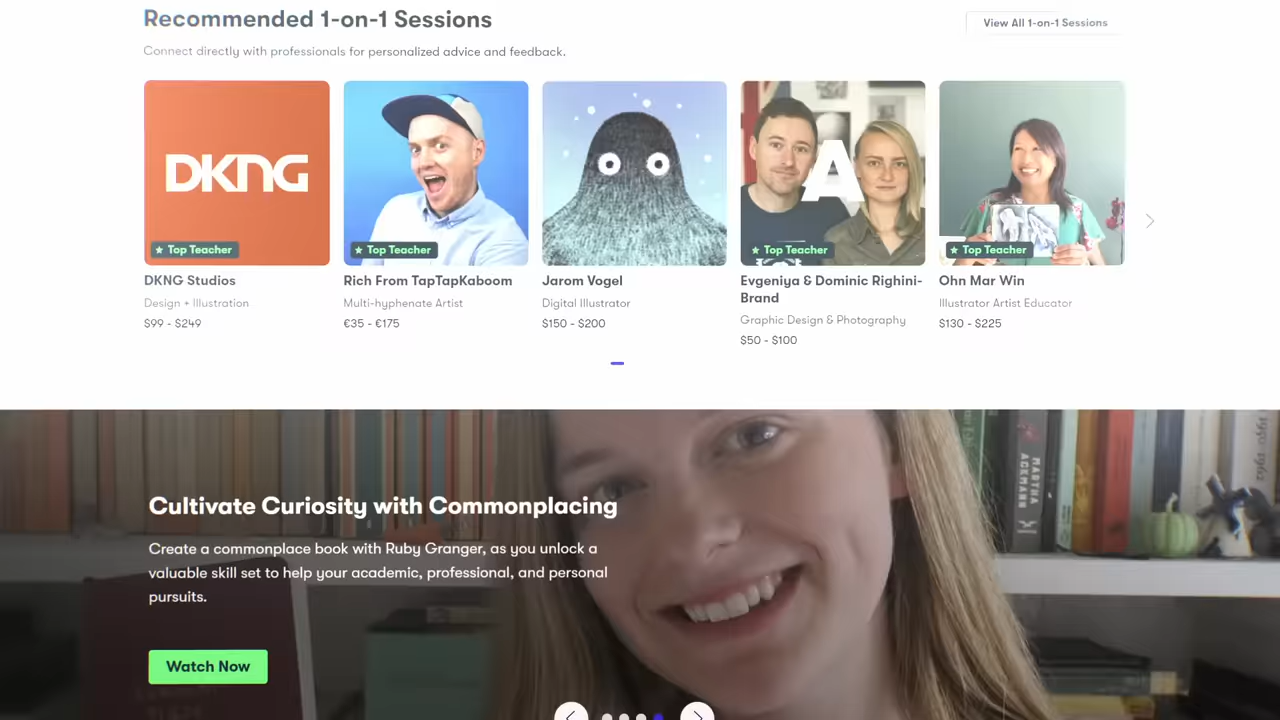 Recommended 1-on-1 Sessions
View All 1-on-1 Sessions
Connect directly with professionals for personalized advice and feedback.
DKNG
A
Top Teacher
Top Teacher
Top Teacher
Top Teacher
DKNG Studios
Rich From TapTapKaboom
Jarom Vogel
Evgeniya & Dominic Righini-
Brand
Ohn Mar Win
Design + Illustration
Multi-hyphenate Artist
Digital Illustrator
Graphic Design & Photography
Illustrator Artist Educator
$99 - $249
€35 - €175
$150 - $200
$50 - $100
$130 - $225
Cultivate Curiosity with Commonplacing
Create a commonplace book with Ruby Granger, as you unlock a
valuable skill set to help your academic, professional, and personal
pursuits.
Watch Now
MARTHA
ACKMANN